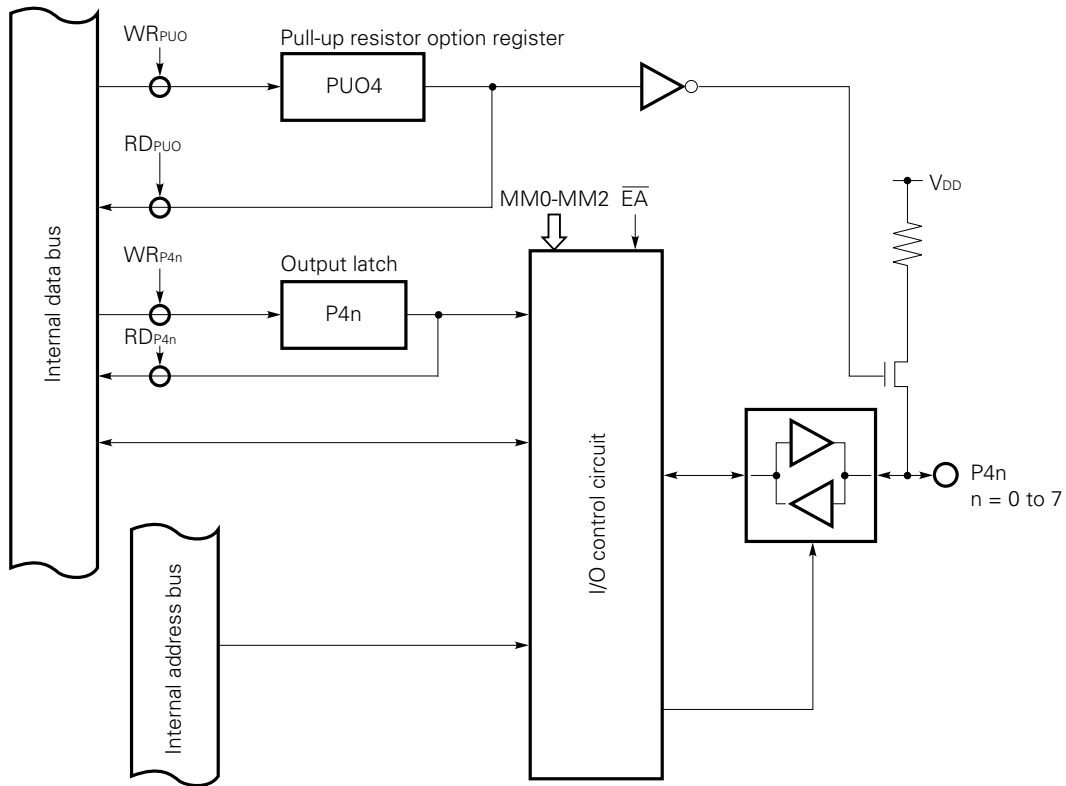 WRPUO
Pull-up resistor option register
PUO4
RDPUO
MM0-MM2 EA
VDD
WRP4n
Output latch
P4n
RDP4n
Internal data bus
I/O control circuit
P4n
n = 0 to 7
Internal address bus